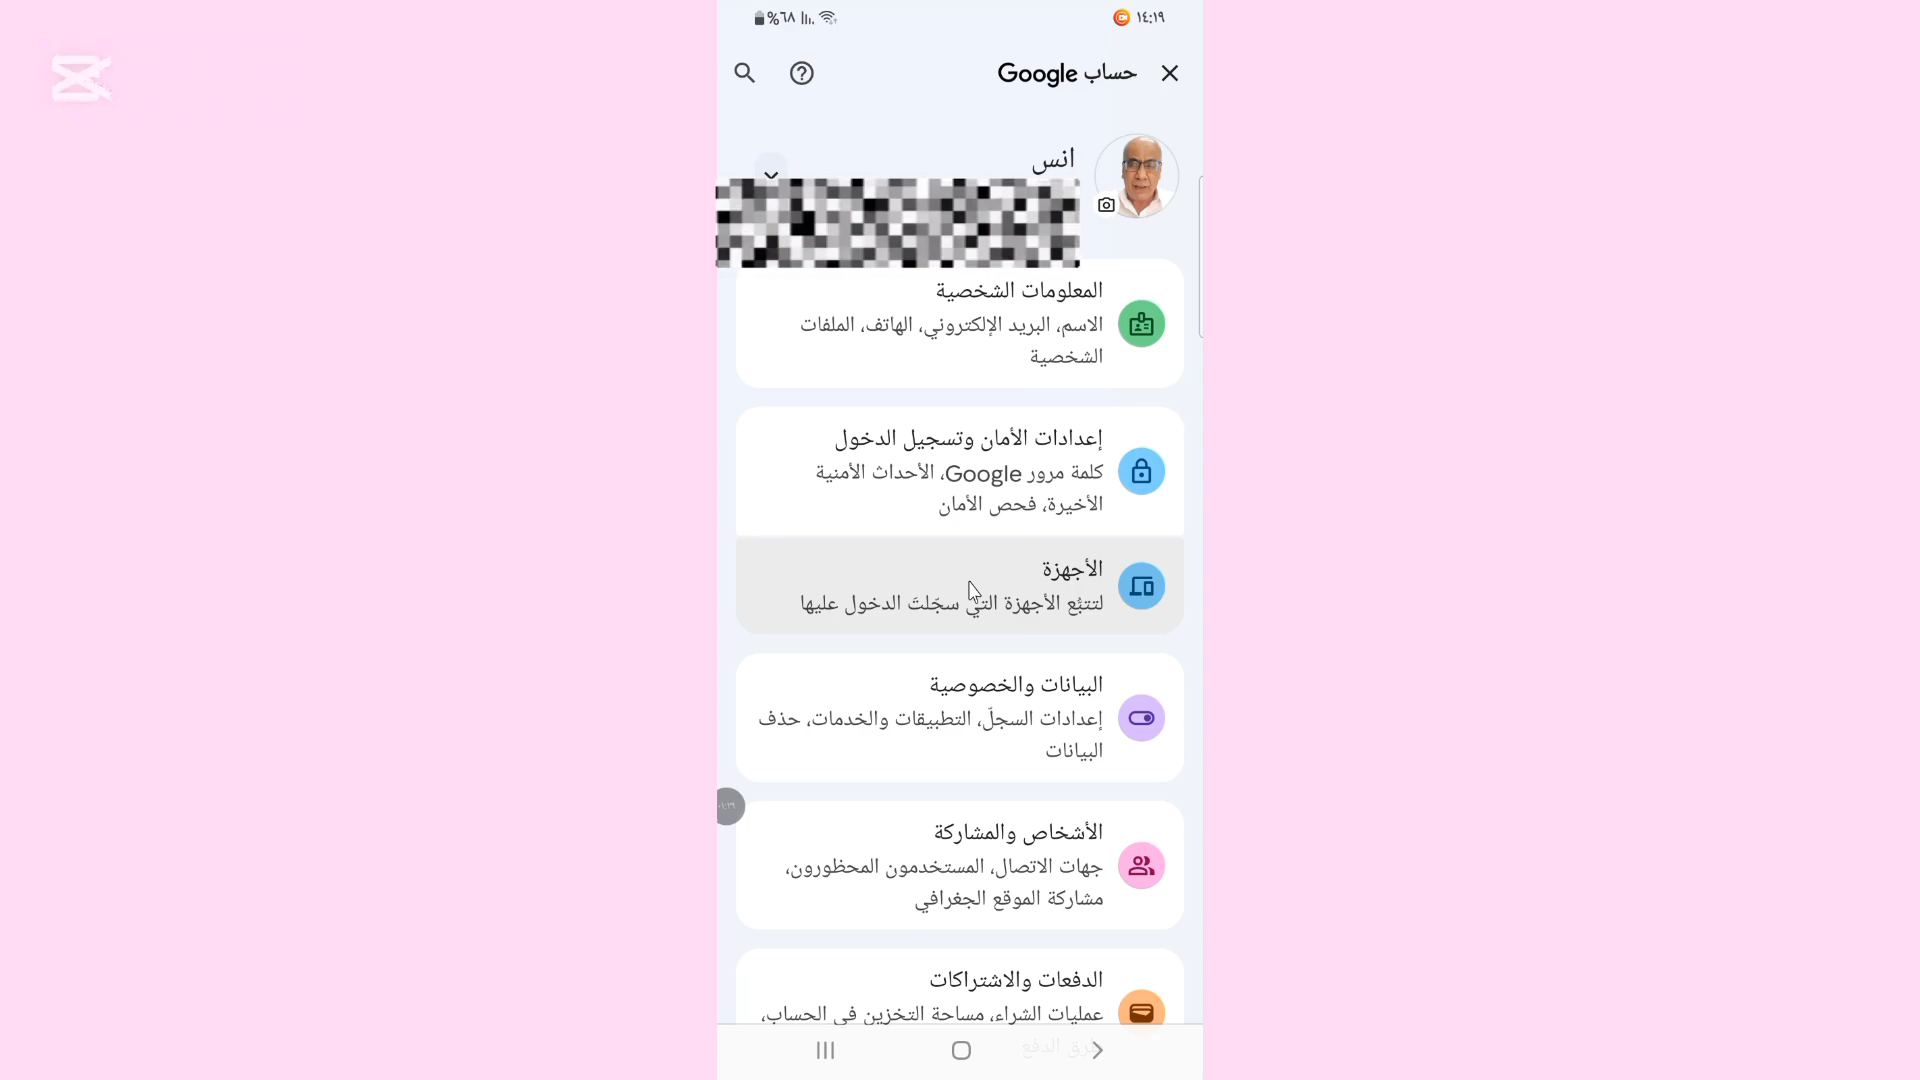 ١٤:١٩
%٦٨
حساب Google
انس
المعلومات الشخصية
الاسم، البريد الإلكتروني، الهاتف، الملفات
الشخصية
إعدادات الأمان وتسجيل الدخول
كلمة مرور Google، الأحداث الأمنية
الأخيرة، فحص الأمان
الأجهزة
لتتبُّع الأجهزة التي سجّلتَ الدخول عليها
البيانات والخصوصية
إعدادات السجلّ، التطبيقات والخدمات، حذف
البيانات
الأشخاص والمشاركة
جهات الاتصال، المستخدمون المحظورون،
مشاركة الموقع الجغرافي
الدفعات والاشتراكات
عمليات الشراء، مساحة التخزين في الحساب،
طرق الدفع